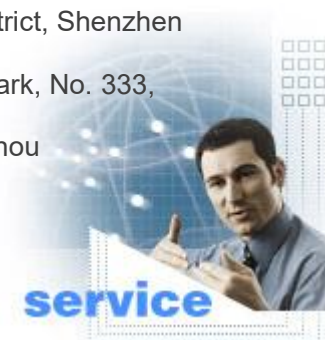 trict, Shenzhen
ark, No. 333,
hou
service